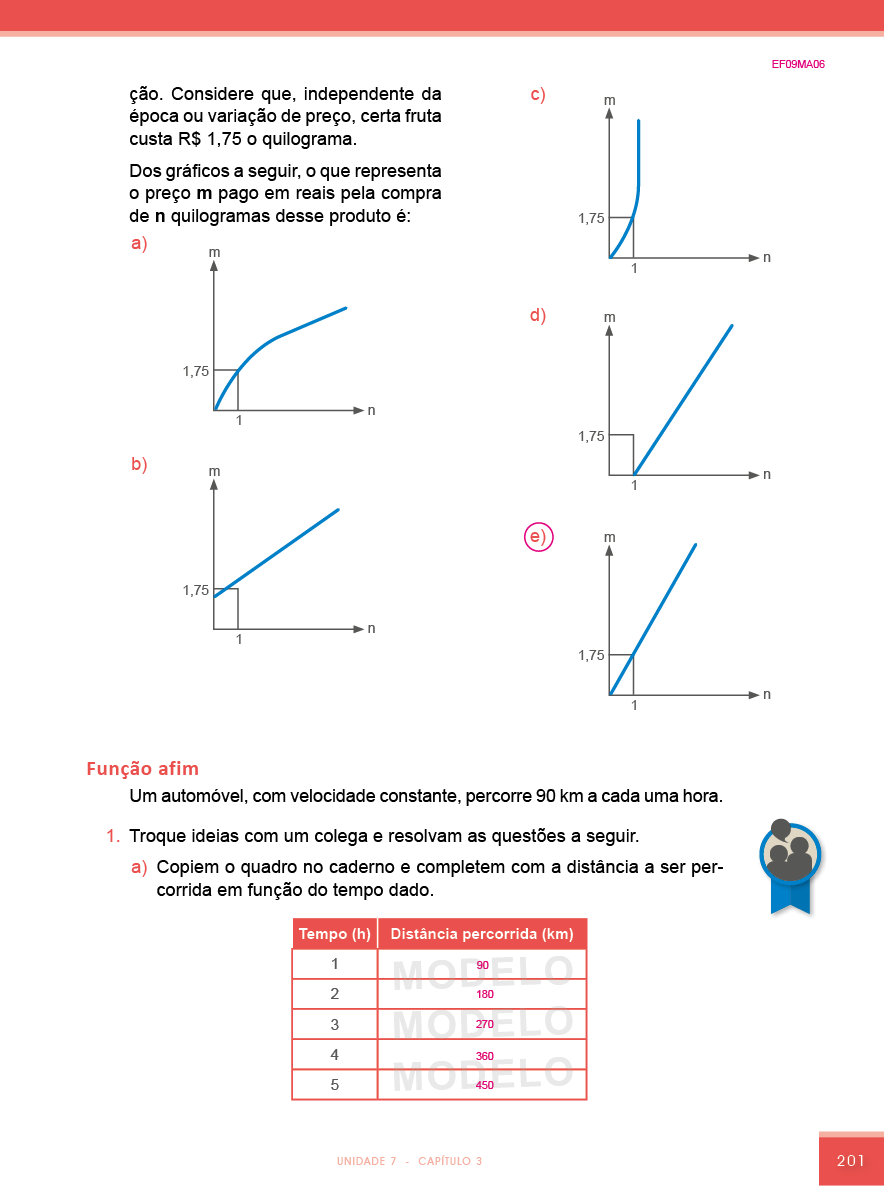 EF09MA06
ção. Considere que, independente da
época ou variação de preço, certa fruta
custa R$ 1,75 o quilograma.
Dos gráficos a seguir, o que representa
o preço m pago em reais pela compra
de n quilogramas desse produto é:
a)
m
1,75
1
n
b)
m
1,75
1
n
c)
m
1,75
1
n
d)
m
1,75
1
n
e)
m
1,75
1
n
Função afim
Um automóvel, com velocidade constante, percorre 90 km a cada uma hora.
1. Troque ideias com um colega e resolvam as questões a seguir.
a) Copiem o quadro no caderno e completem com a distância a ser per-
corrida em função do tempo dado.
Tempo (h) Distância percorrida (km)
1 90
MODELO
2 180
3 270
MODELO
4 360
MODELO
5 450
UNIDADE 7 - CAPÍTULO 3
201